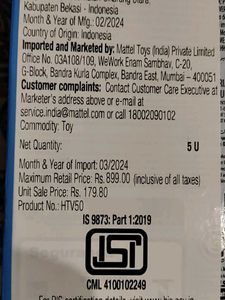 Kabupaten Bekasi - Indonesia
Month & Year of Mfg.:02/2024
Country of Origin: Indonesia
Imported and Marketed by: Mattel Toys (India) Private Limited
Office No. 03A108/109, WeWork Enam Sambhav, C-20,
G-Block, Bandra Kurla Complex, Bandra East, Mumbai – 400051
Customer complaints: Contact Customer Care Executive at
Marketer's address above or e-mail at
service.india@mattel.com or call 18002090102
Commodity: Toy
Net Quantity: 5 U
Month & Year of Import: 03/2024
Maximum Retail Price: Rs 899.00 (inclusive of all taxes)
Unit Sale Price: Rs 179.80
Product No.: HTV50
IS 9873: Part 1:2019
ISI
CML 4100102249